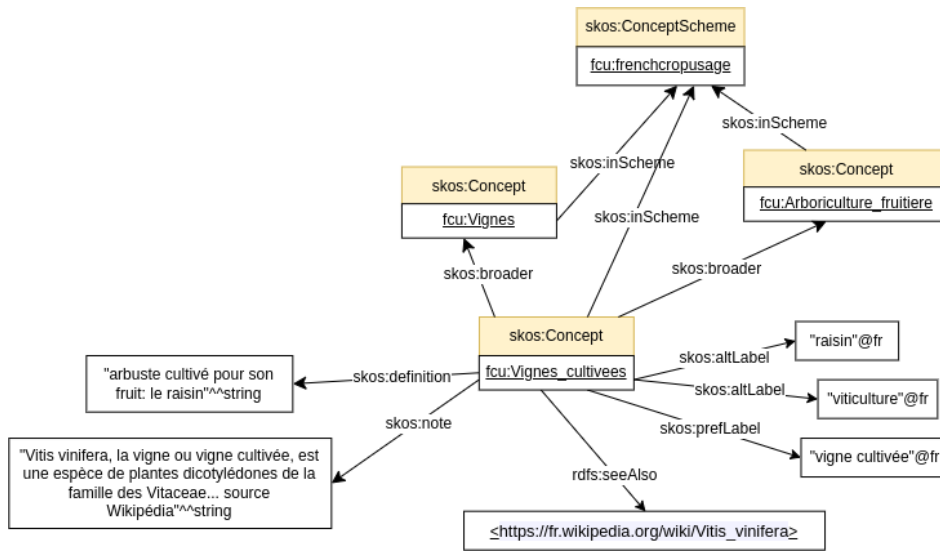 skos:ConceptScheme
fcu:frenchcropusage
skos:inScheme
skos:inScheme
skos:Concept
fcu:Vignes
skos:Concept
fcu:Arboriculture_fruitiere
skos:inScheme
skos:broader
skos:broader
skos:Concept
fcu:Vignes_cultivees
"raisin"@fr
skos:altLabel
"arbuste cultivé pour son
fruit: le raisin"^^string
skos:definition
skos:altLabel
"viticulture"@fr
skos:note
skos:prefLabel
"vigne cultivée"@fr
"Vitis vinifera, la vigne ou vigne cultivée, est
une espèce de plantes dicotylédones de la
famille des Vitaceae... source
Wikipédia"^^string
rdfs:seeAlso
<https://fr.wikipedia.org/wiki/Vitis_vinifera>